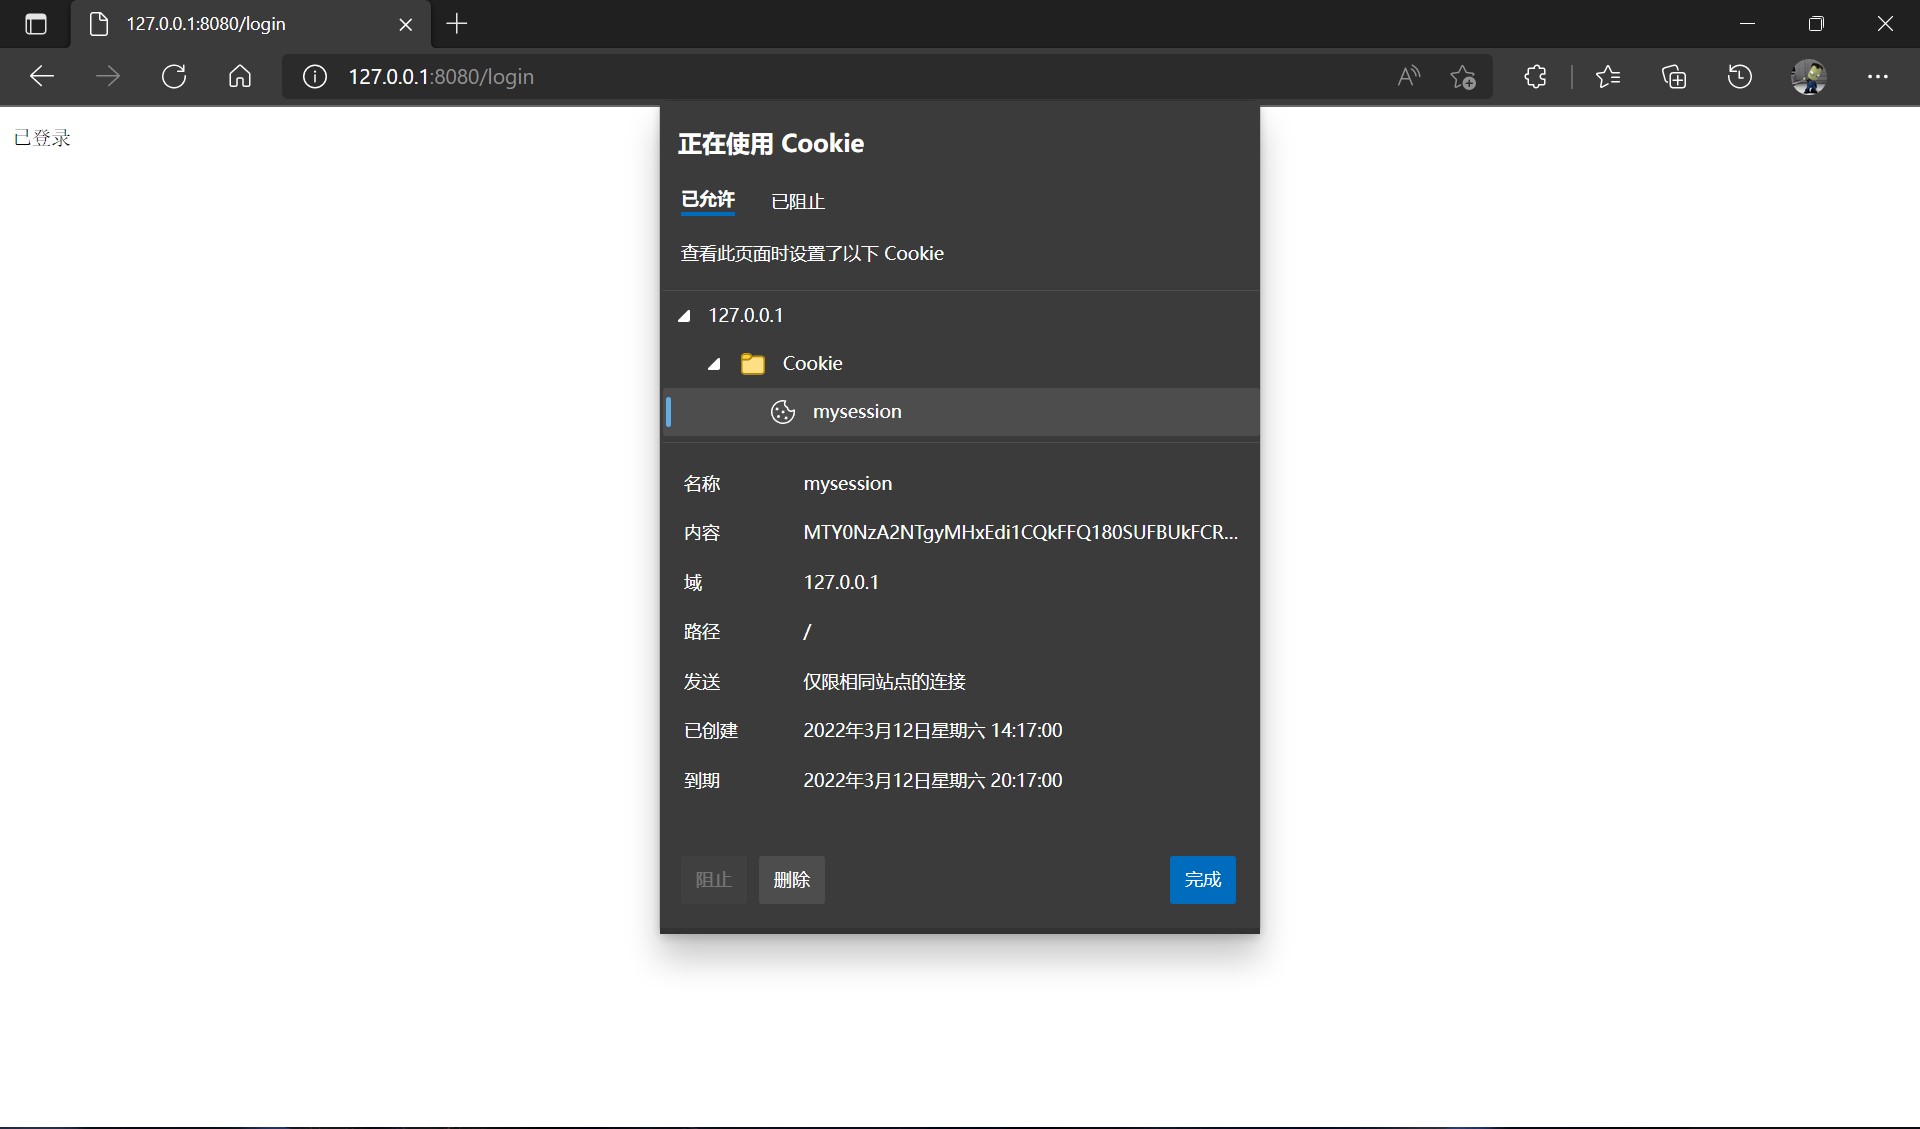 127.0.0.1:8080/login
127.0.0.1:8080/login
已登录
正在使用 Cookie
已允许 已阻止
查看此页面时设置了以下 Cookie
127.0.0.1
Cookie
mysession
名称 mysession
内容 MTY0NzA2NTgyMHxEdi1CQkFFQ180SUFBUkFCR...
域 127.0.0.1
路径 /
发送 仅限相同站点的连接
已创建 2022年3月12日星期六 14:17:00
到期 2022年3月12日星期六 20:17:00
阻止 删除 完成